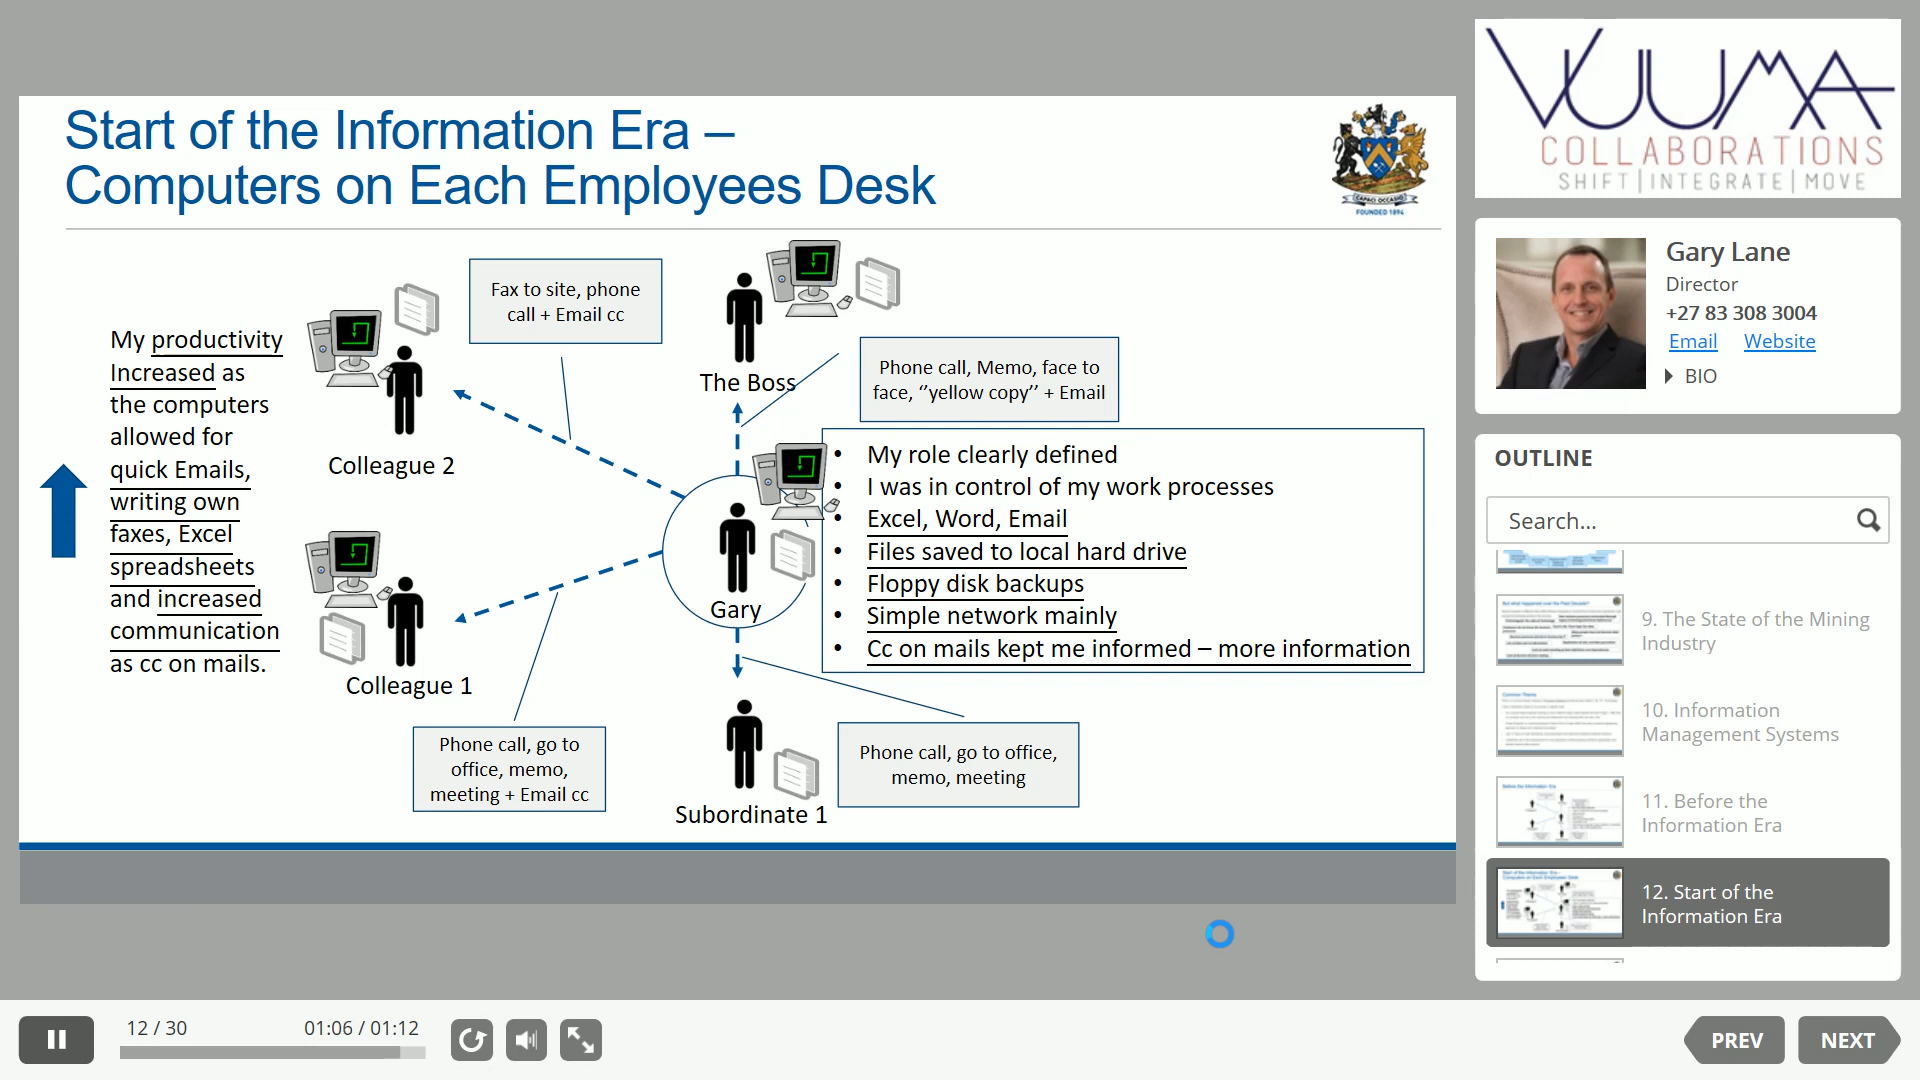 Start of the Information Era –
Computers on Each Employees Desk
CAPACI OCCASIO
FOUNDED 1894
My productivity
Increased as
the computers
allowed for
quick Emails,
writing own
faxes, Excel
spreadsheets
and increased
communication
as cc on mails.
Fax to site, phone
call + Email cc
Colleague 2
The Boss
Phone call, Memo, face to
face, ‘’yellow copy’’ + Email
Gary
• My role clearly defined
• I was in control of my work processes
• Excel, Word, Email
• Files saved to local hard drive
• Floppy disk backups
• Simple network mainly
• Cc on mails kept me informed – more information
Colleague 1
Phone call, go to
office, memo,
meeting + Email cc
Subordinate 1
Phone call, go to office,
memo, meeting
VUUMA
COLLABORATIONS
SHIFT|INTEGRATE|MOVE
Gary Lane
Director
+27 83 308 3004
Email Website
BIO
OUTLINE
Search...
9. The State of the Mining
Industry
10. Information
Management Systems
11. Before the
Information Era
12. Start of the
Information Era
12 / 30
01:06 / 01:12
PREV
NEXT